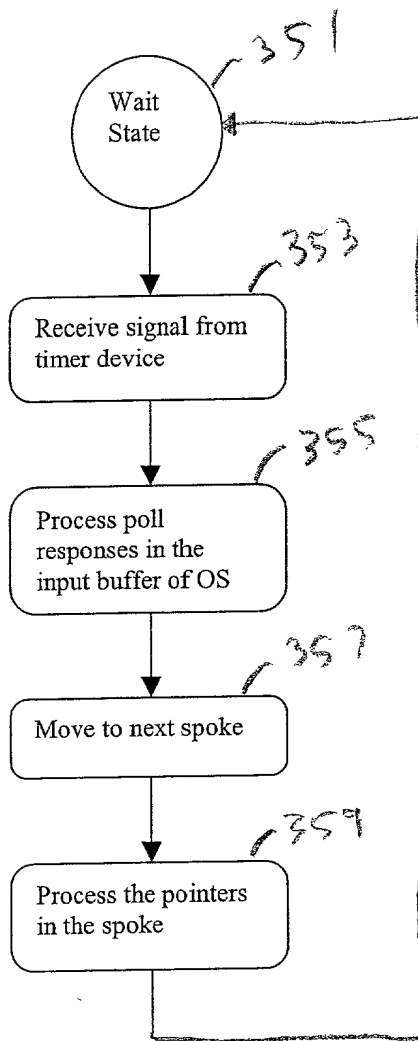 351
Wait
State
353
Receive signal from
timer device
355
Process poll
responses in the
input buffer of OS
357
Move to next spoke
359
Process the pointers
in the spoke